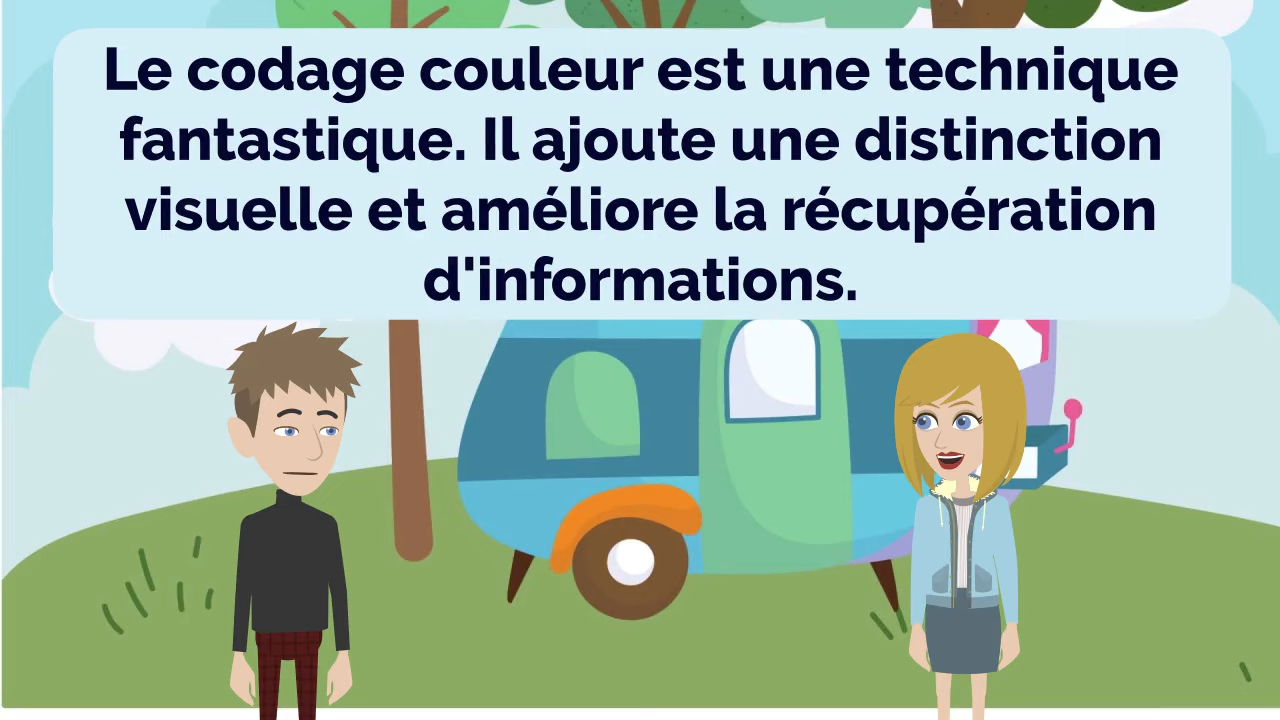 Le codage couleur est une technique
fantastique. Il ajoute une distinction
visuelle et améliore la récupération
d'informations.